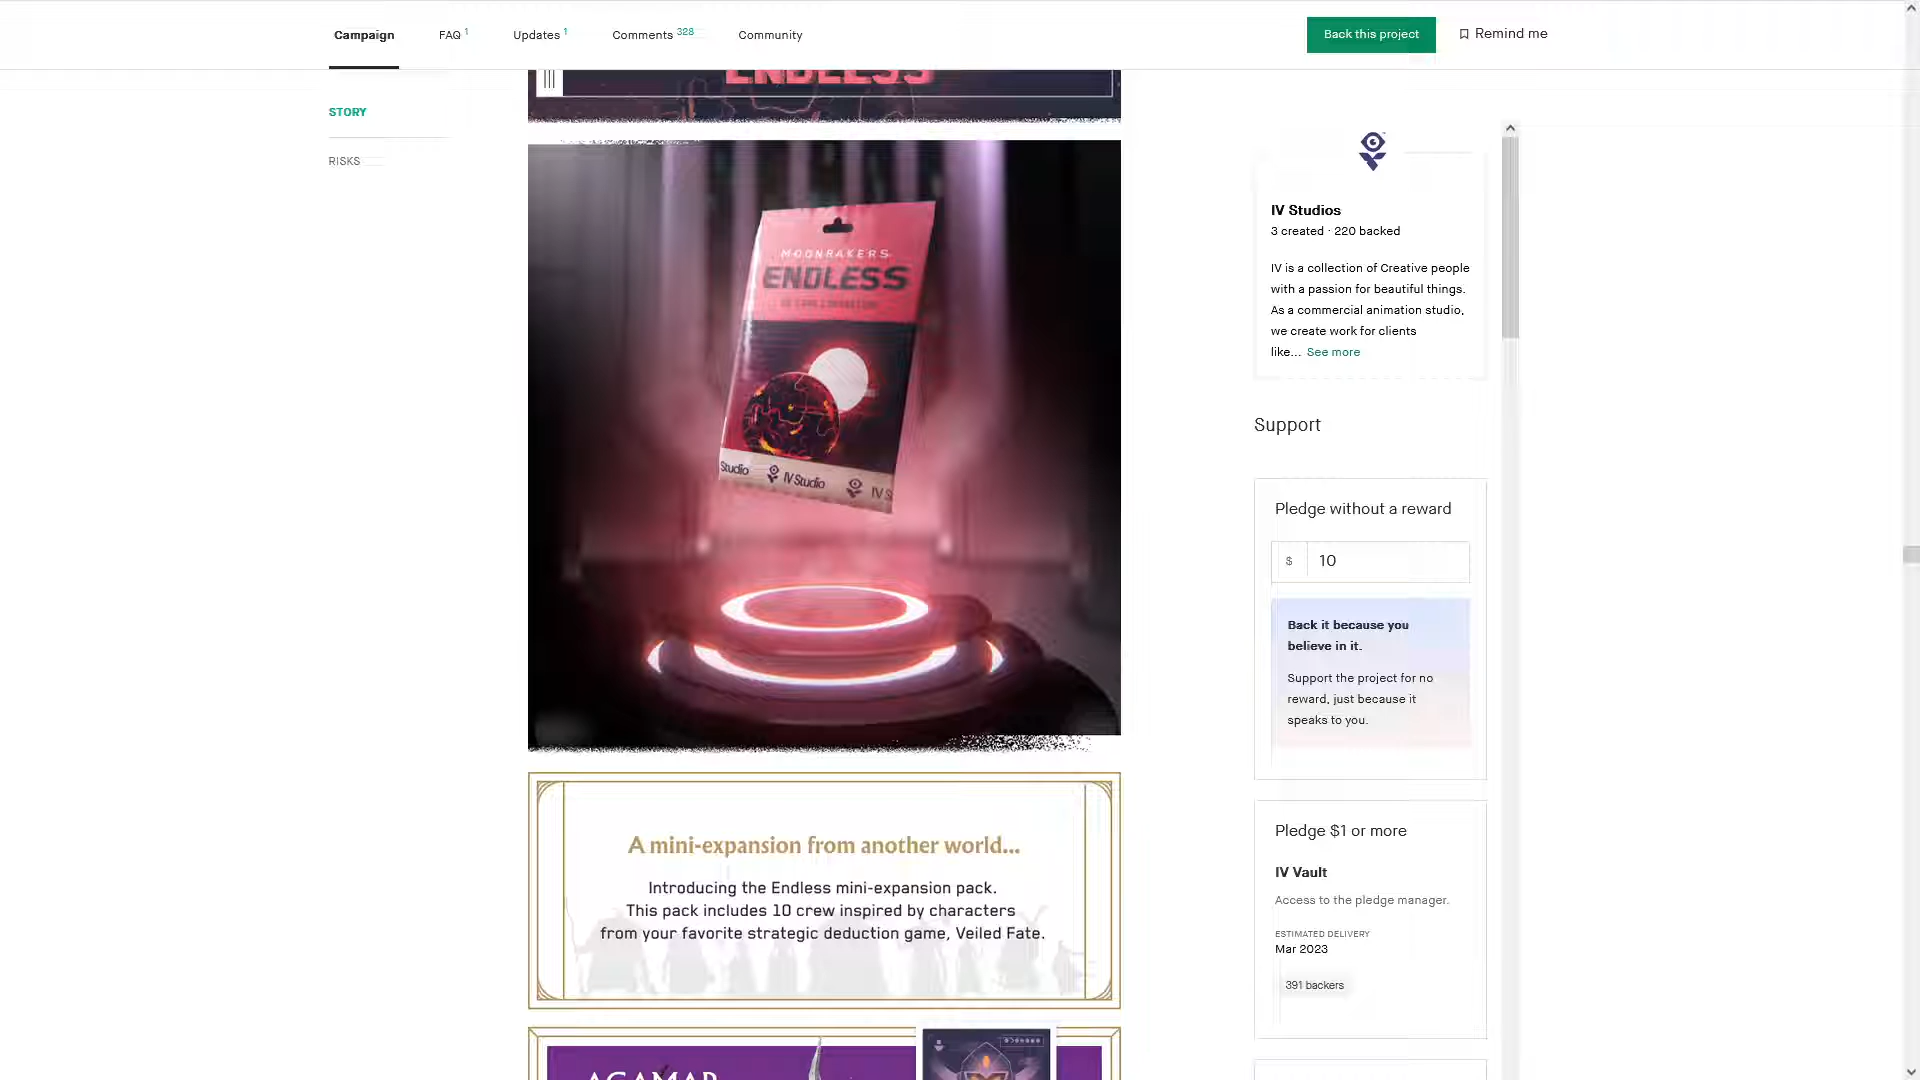 Campaign
FAQ 1
Updates 1
Comments 328
Community
Back this project
Remind me
STORY
RISKS
ENDLESS
MOONRAKERS
ENDLESS
Studio IV Studio IV S
A mini-expansion from another world...
Introducing the Endless mini-expansion pack.
This pack includes 10 crew inspired by characters
from your favorite strategic deduction game, Veiled Fate.
AGAMAR
IV Studios
3 created · 220 backed
IV is a collection of Creative people
with a passion for beautiful things.
As a commercial animation studio,
we create work for clients
like... See more
Support
Pledge without a reward
$ 10
Back it because you
believe in it.
Support the project for no
reward, just because it
speaks to you.
Pledge $1 or more
IV Vault
Access to the pledge manager.
ESTIMATED DELIVERY
Mar 2023
391 backers